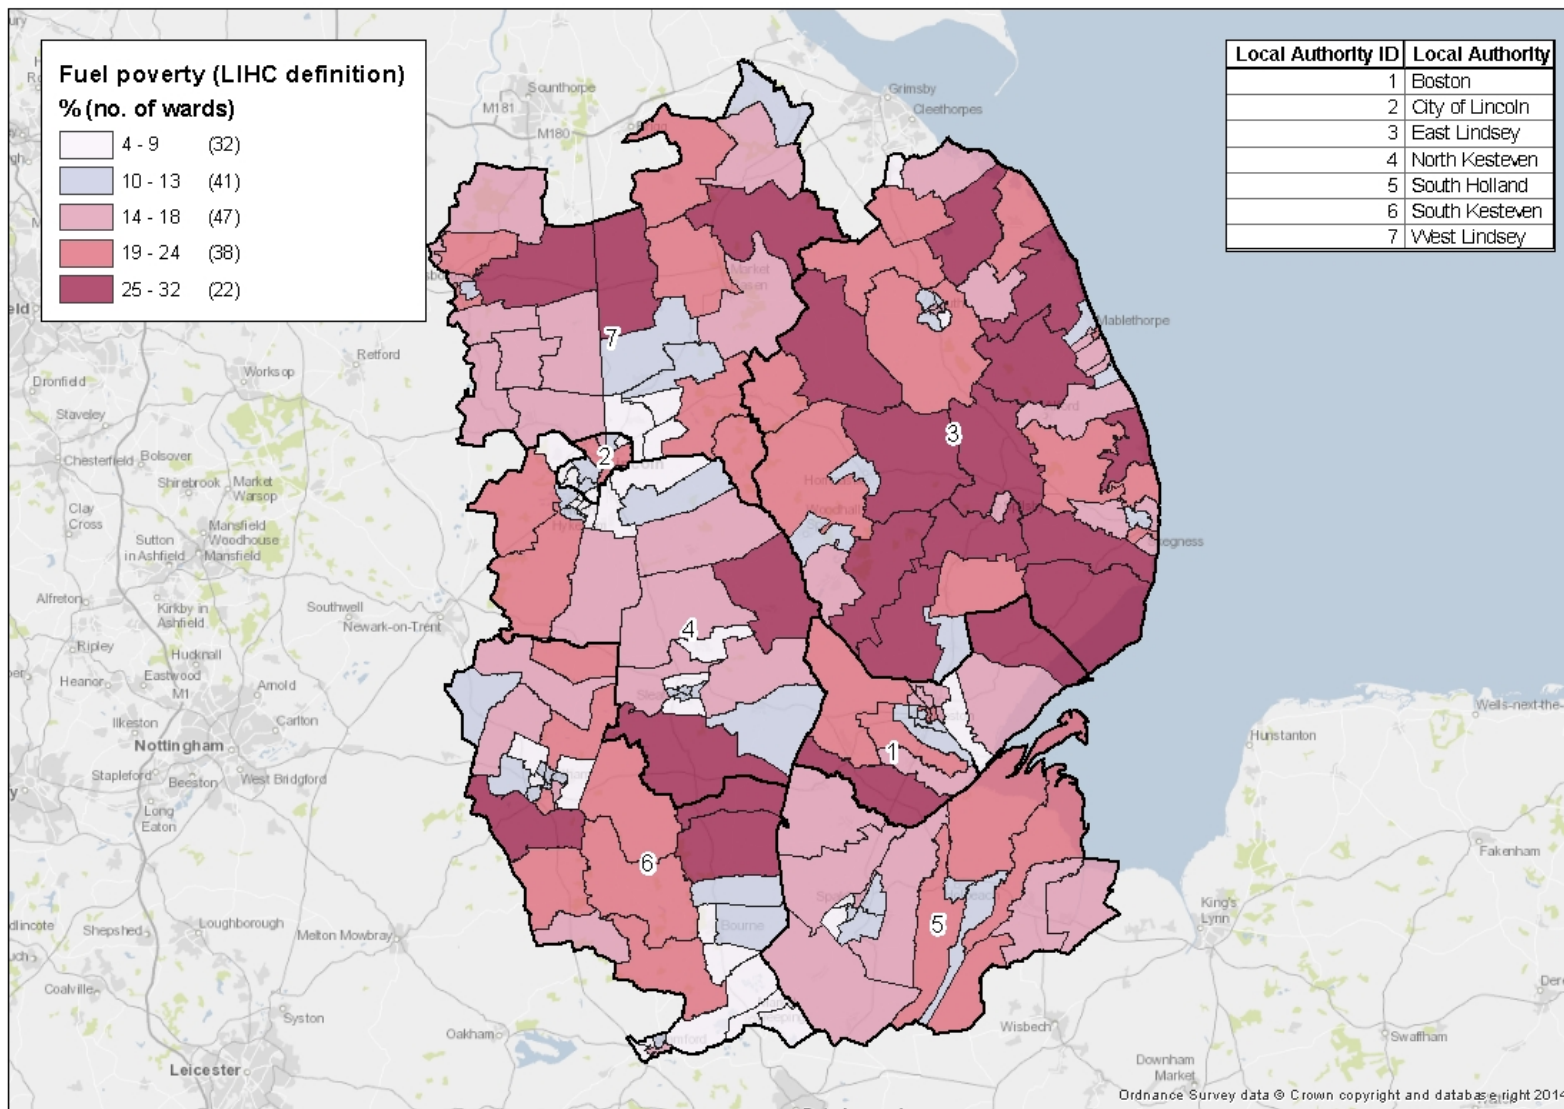 Fuel poverty (LIHC definition)
% (no. of wards)
4 - 9 (32)
10 - 13 (41)
14 - 18 (47)
19 - 24 (38)
25 - 32 (22)
Local Authority ID Local Authority
1 Boston
2 City of Lincoln
3 East Lindsey
4 North Kesteven
5 South Holland
6 South Kesteven
7 West Lindsey
Scunthorpe
M181
M180
Grimsby
Cleethorpes
Market
Mablethorpe
Retford
Worksop
Dronfield
Staveley
Chesterfield
Bolsover
Shirebrook
Market
Warsop
Clay
Cross
Mansfield
Woodhouse
Sutton
in Ashfield
Mansfield
Alfreton
Kirkby in
Ashfield
Southwell
Newark-on-Trent
Ripley
Hucknall
Heanor
Eastwood
M1
Arnold
Ilkeston
Carlton
Nottingham
Stapleford
Beeston
West Bridgford
Long
Eaton
Woodhall
Bourne
Loughborough
Shepshed
Melton Mowbray
Coalville
Syston
Oakham
Leicester
Wisbech
Downham
Market
Swaffham
King's
Lynn
Fakenham
Hunstanton
Wells-next-the-
7
2
3
4
1
6
5
Ordnance Survey data © Crown copyright and database right 2014